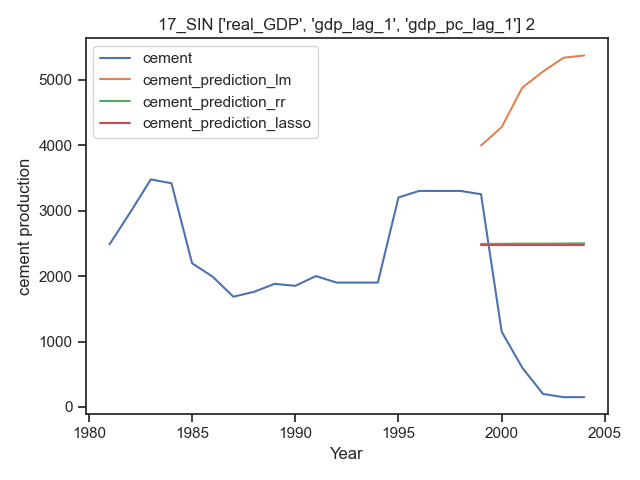 17_SIN ['real_GDP', 'gdp_lag_1', 'gdp_pc_lag_1'] 2
cement
cement_prediction_lm
cement_prediction_rr
cement_prediction_lasso
cement production
5000
4000
3000
2000
1000
0
1980
1985
1990
1995
2000
2005
Year